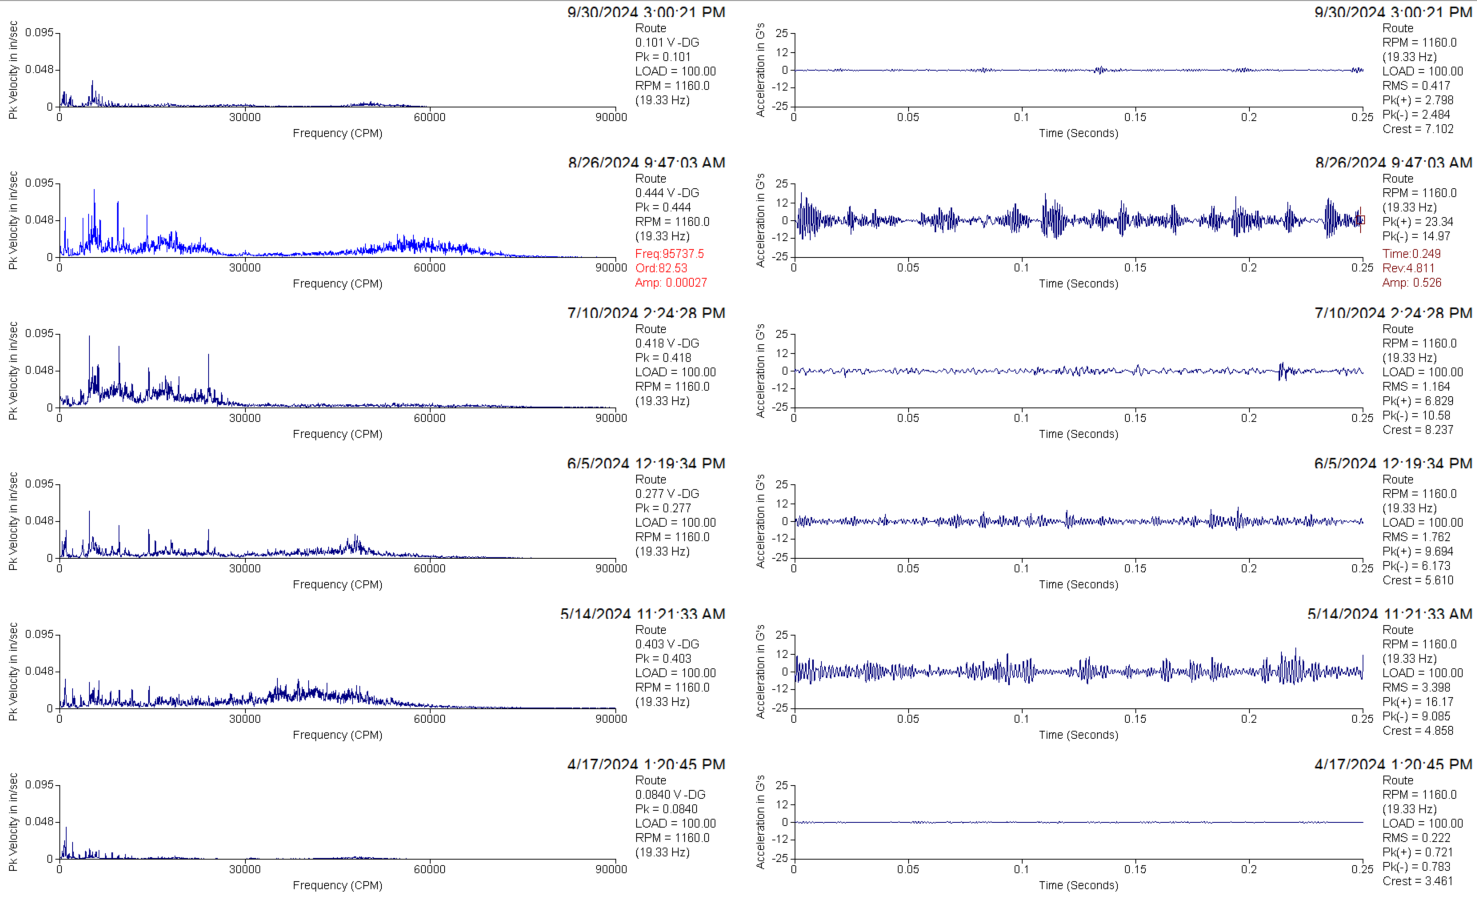 9/30/2024 3:00:21 PM
Pk Velocity in in/sec
0.095
0.048
0
0
30000
60000
90000
Frequency (CPM)
Route
0.101 V -DG
Pk = 0.101
LOAD = 100.00
RPM = 1160.0
(19.33 Hz)
9/30/2024 3:00:21 PM
Acceleration in G's
25
12
0
-12
-25
0
0.05
0.1
0.15
0.2
0.25
Time (Seconds)
Route
RPM = 1160.0
(19.33 Hz)
LOAD = 100.00
RMS = 0.417
Pk(+) = 2.798
Pk(-) = 2.484
Crest = 7.102
8/26/2024 9:47:03 AM
Pk Velocity in in/sec
0.095
0.048
0
0
30000
60000
90000
Frequency (CPM)
Route
0.444 V -DG
Pk = 0.444
RPM = 1160.0
(19.33 Hz)
Freq:95737.5
Ord:82.53
Amp: 0.00027
8/26/2024 9:47:03 AM
Acceleration in G's
25
12
0
-12
-25
0
0.05
0.1
0.15
0.2
0.25
Time (Seconds)
Route
RPM = 1160.0
(19.33 Hz)
Pk(+) = 23.34
Pk(-) = 14.97
Time:0.249
Rev:4.811
Amp: 0.526
7/10/2024 2:24:28 PM
Pk Velocity in in/sec
0.095
0.048
0
0
30000
60000
90000
Frequency (CPM)
Route
0.418 V -DG
Pk = 0.418
LOAD = 100.00
RPM = 1160.0
(19.33 Hz)
7/10/2024 2:24:28 PM
Acceleration in G's
25
12
0
-12
-25
0
0.05
0.1
0.15
0.2
0.25
Time (Seconds)
Route
RPM = 1160.0
(19.33 Hz)
LOAD = 100.00
RMS = 1.164
Pk(+) = 6.829
Pk(-) = 10.58
Crest = 8.237
6/5/2024 12:19:34 PM
Pk Velocity in in/sec
0.095
0.048
0
0
30000
60000
90000
Frequency (CPM)
Route
0.277 V -DG
Pk = 0.277
LOAD = 100.00
RPM = 1160.0
(19.33 Hz)
6/5/2024 12:19:34 PM
Acceleration in G's
25
12
0
-12
-25
0
0.05
0.1
0.15
0.2
0.25
Time (Seconds)
Route
RPM = 1160.0
(19.33 Hz)
LOAD = 100.00
RMS = 1.762
Pk(+) = 9.694
Pk(-) = 6.173
Crest = 5.610
5/14/2024 11:21:33 AM
Pk Velocity in in/sec
0.095
0.048
0
0
30000
60000
90000
Frequency (CPM)
Route
0.403 V -DG
Pk = 0.403
LOAD = 100.00
RPM = 1160.0
(19.33 Hz)
5/14/2024 11:21:33 AM
Acceleration in G's
25
12
0
-12
-25
0
0.05
0.1
0.15
0.2
0.25
Time (Seconds)
Route
RPM = 1160.0
(19.33 Hz)
LOAD = 100.00
RMS = 3.398
Pk(+) = 16.17
Pk(-) = 9.085
Crest = 4.858
4/17/2024 1:20:45 PM
Pk Velocity in in/sec
0.095
0.048
0
0
30000
60000
90000
Frequency (CPM)
Route
0.0840 V -DG
Pk = 0.0840
LOAD = 100.00
RPM = 1160.0
(19.33 Hz)
4/17/2024 1:20:45 PM
Acceleration in G's
25
12
0
-12
-25
0
0.05
0.1
0.15
0.2
0.25
Time (Seconds)
Route
RPM = 1160.0
(19.33 Hz)
LOAD = 100.00
RMS = 0.222
Pk(+) = 0.721
Pk(-) = 0.783
Crest = 3.461